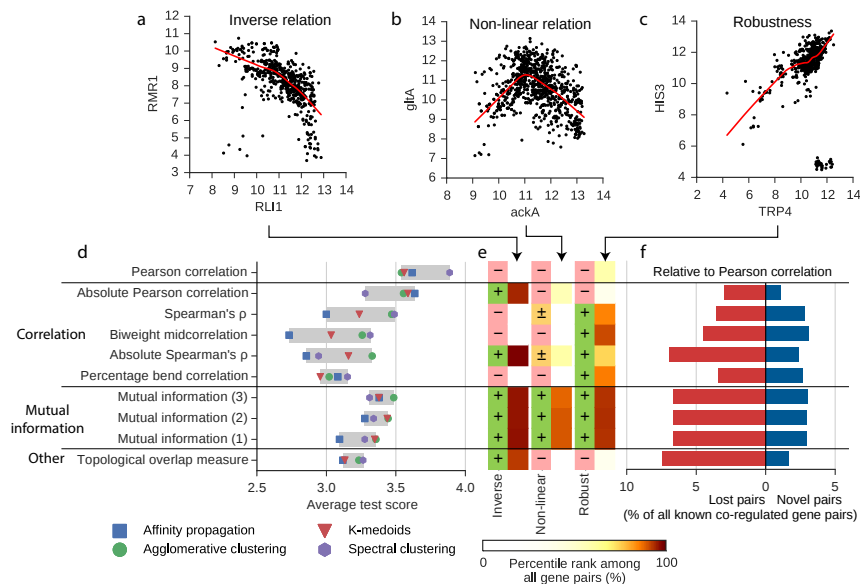 a
Inverse relation
RMR1
11
10
9
8
7
6
5
4
3
7 8 9 10 11 12 13 14
RLI1
b
Non-linear relation
gltA
14
13
12
11
10
9
8
7
6
9 10 11 12 13 14
ackA
c
Robustness
HIS3
14
12
10
8
6
4
2 4 6 8 10 12 14
TRP4
d
e
f
Relative to Pearson correlation
Correlation
Pearson correlation
Absolute Pearson correlation
Spearman's ρ
Biweight midcorrelation
Absolute Spearman's ρ
Percentage bend correlation
Mutual information
Mutual information (3)
Mutual information (2)
Mutual information (1)
Other
Topological overlap measure
− − −
+ − −
− ± +
− − +
+ ± +
− − +
+ + +
+ + +
+ + +
+ − −
2.5 3.0 3.5 4.0
Average test score
Inverse
Non-linear
Robust
10 5 0 5
Lost pairs Novel pairs
(% of all known co-regulated gene pairs)
Affinity propagation
K-medoids
Agglomerative clustering
Spectral clustering
0 100
Percentile rank among
all gene pairs (%)